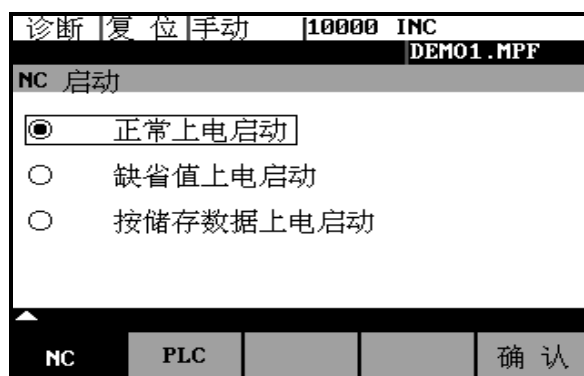 诊断 复 位 手动 10000 INC
DEMO1.MPF
NC 启动
正常上电启动
缺省值上电启动
按储存数据上电启动
NC PLC 确 认